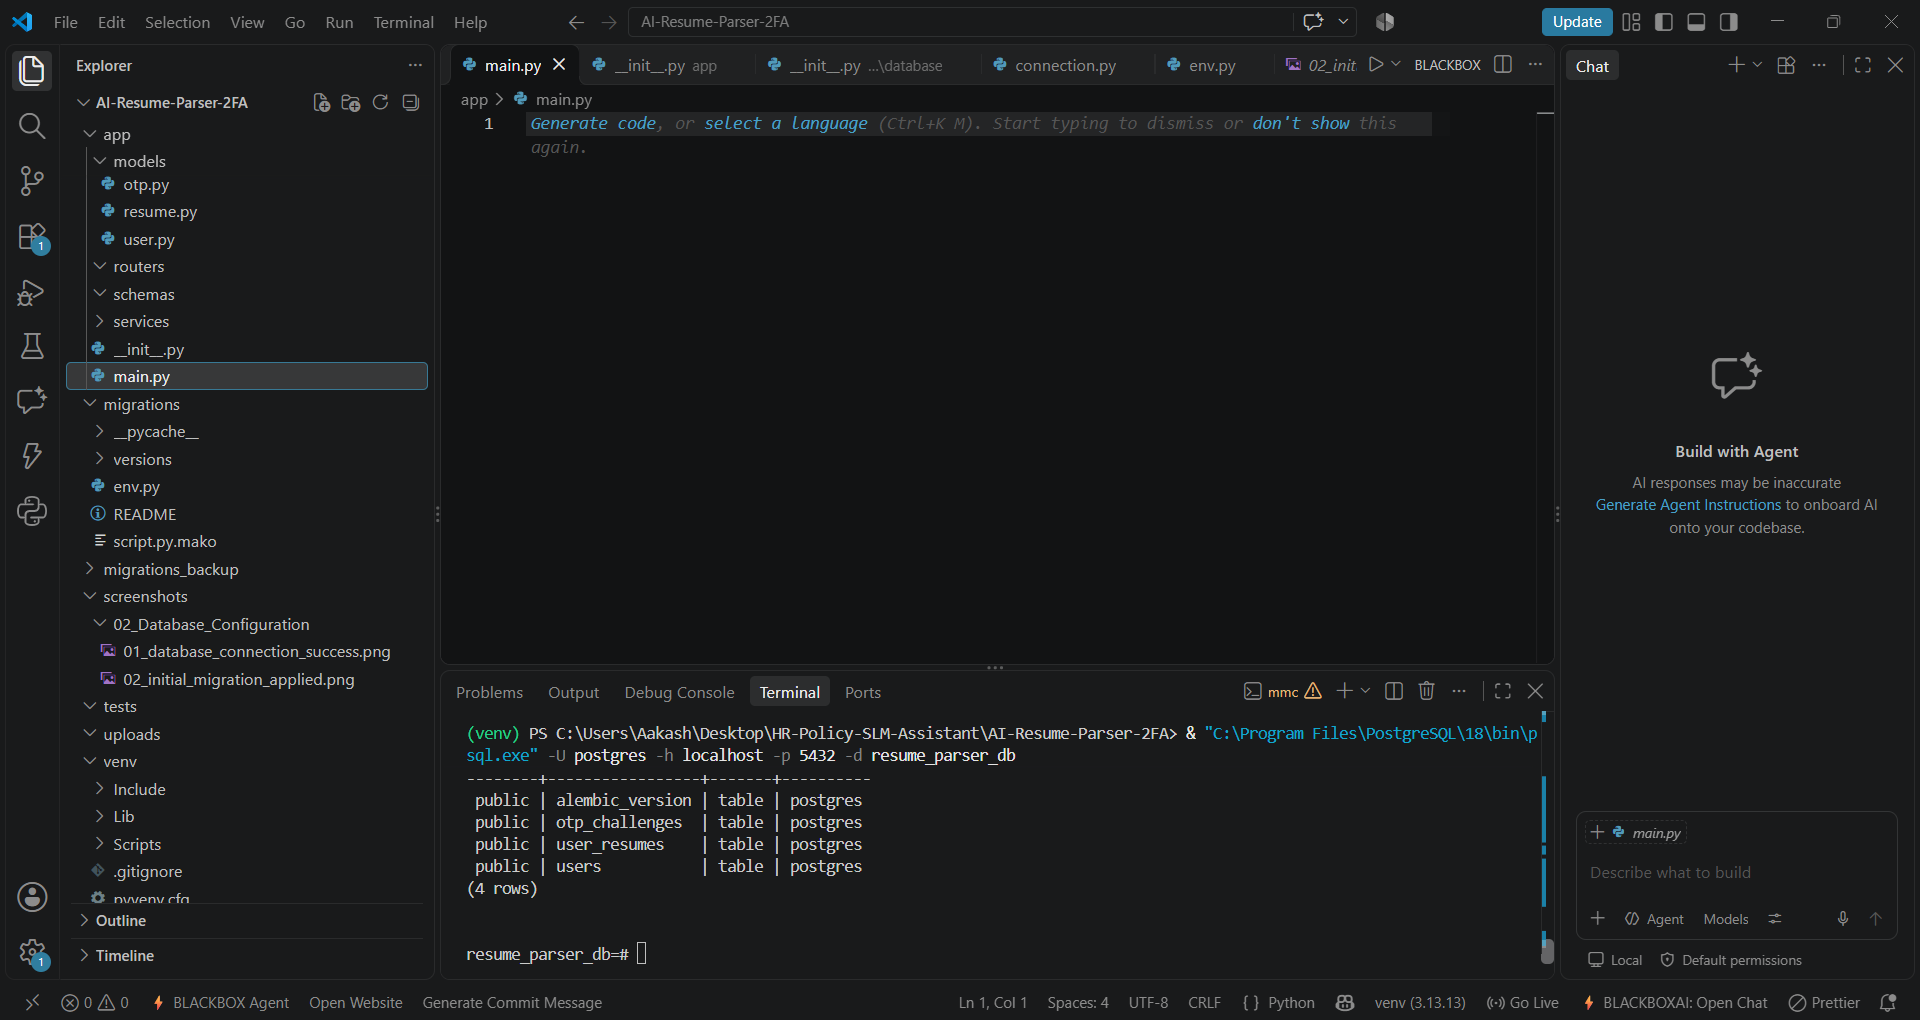 File Edit Selection View Go Run Terminal Help
AI-Resume-Parser-2FA
Update
Explorer
AI-Resume-Parser-2FA
app
models
otp.py
resume.py
user.py
routers
schemas
services
__init__.py
main.py
migrations
__pycache__
versions
env.py
README
script.py.mako
migrations_backup
screenshots
02_Database_Configuration
01_database_connection_success.png
02_initial_migration_applied.png
tests
uploads
venv
Include
Lib
Scripts
.gitignore
pyvenv.cfg
Outline
Timeline
1
1
main.py __init__.py app __init__.py ...\database connection.py env.py 02_init BLACKBOX
app > main.py
1 Generate code, or select a language (Ctrl+K M). Start typing to dismiss or don't show this
again.
Problems Output Debug Console Terminal Ports
mmc
(venv) PS C:\Users\Aakash\Desktop\HR-Policy-SLM-Assistant\AI-Resume-Parser-2FA> & "C:\Program Files\PostgreSQL\18\bin\p
sql.exe" -U postgres -h localhost -p 5432 -d resume_parser_db
--------+-----------------+-------+----------
public | alembic_version | table | postgres
public | otp_challenges | table | postgres
public | user_resumes | table | postgres
public | users | table | postgres
(4 rows)
resume_parser_db=#
Chat
Build with Agent
AI responses may be inaccurate
Generate Agent Instructions to onboard AI
onto your codebase.
main.py
Describe what to build
Agent Models
Local Default permissions
0 0 BLACKBOX Agent Open Website Generate Commit Message Ln 1, Col 1 Spaces: 4 UTF-8 CRLF { } Python venv (3.13.13) Go Live BLACKBOXAI: Open Chat Prettier